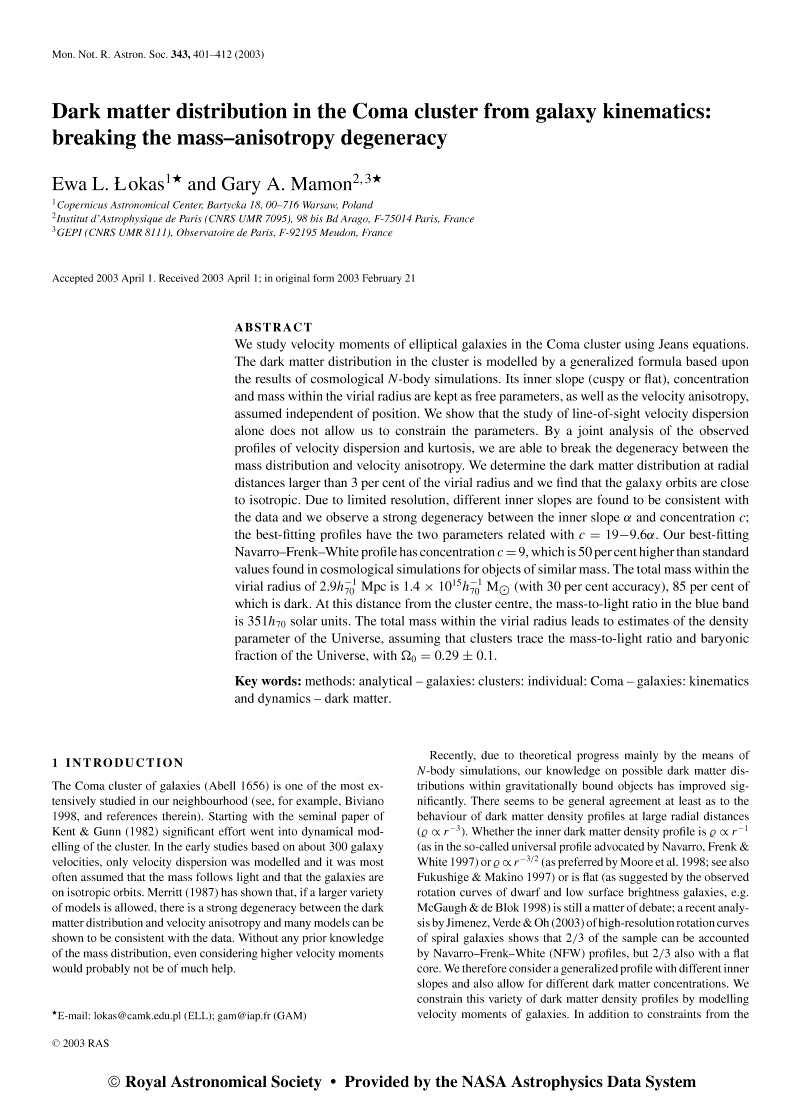 Mon. Not. R. Astron. Soc. 343, 401–412 (2003)
Dark matter distribution in the Coma cluster from galaxy kinematics:
breaking the mass–anisotropy degeneracy
Ewa L. Łokas1★ and Gary A. Mamon2,3★
1Copernicus Astronomical Center, Bartycka 18, 00–716 Warsaw, Poland
2Institut d'Astrophysique de Paris (CNRS UMR 7095), 98 bis Bd Arago, F-75014 Paris, France
3GEPI (CNRS UMR 8111), Observatoire de Paris, F-92195 Meudon, France
Accepted 2003 April 1. Received 2003 April 1; in original form 2003 February 21
ABSTRACT
We study velocity moments of elliptical galaxies in the Coma cluster using Jeans equations.
The dark matter distribution in the cluster is modelled by a generalized formula based upon
the results of cosmological N-body simulations. Its inner slope (cuspy or flat), concentration
and mass within the virial radius are kept as free parameters, as well as the velocity anisotropy,
assumed independent of position. We show that the study of line-of-sight velocity dispersion
alone does not allow us to constrain the parameters. By a joint analysis of the observed
profiles of velocity dispersion and kurtosis, we are able to break the degeneracy between the
mass distribution and velocity anisotropy. We determine the dark matter distribution at radial
distances larger than 3 per cent of the virial radius and we find that the galaxy orbits are close
to isotropic. Due to limited resolution, different inner slopes are found to be consistent with
the data and we observe a strong degeneracy between the inner slope α and concentration c;
the best-fitting profiles have the two parameters related with c = 19−9.6α. Our best-fitting
Navarro–Frenk–White profile has concentration c = 9, which is 50 per cent higher than standard
values found in cosmological simulations for objects of similar mass. The total mass within the
virial radius of 2.9h70−1 Mpc is 1.4 × 10^15 h70−1 M⊙ (with 30 per cent accuracy), 85 per cent of
which is dark. At this distance from the cluster centre, the mass-to-light ratio in the blue band
is 351h70 solar units. The total mass within the virial radius leads to estimates of the density
parameter of the Universe, assuming that clusters trace the mass-to-light ratio and baryonic
fraction of the Universe, with Ω0 = 0.29 ± 0.1.
Key words: methods: analytical – galaxies: clusters: individual: Coma – galaxies: kinematics
and dynamics – dark matter.
1 INTRODUCTION
The Coma cluster of galaxies (Abell 1656) is one of the most ex-
tensively studied in our neighbourhood (see, for example, Biviano
1998, and references therein). Starting with the seminal paper of
Kent & Gunn (1982) significant effort went into dynamical mod-
elling of the cluster. In the early studies based on about 300 galaxy
velocities, only velocity dispersion was modelled and it was most
often assumed that the mass follows light and that the galaxies are
on isotropic orbits. Merritt (1987) has shown that, if a larger variety
of models is allowed, there is a strong degeneracy between the dark
matter distribution and velocity anisotropy and many models can be
shown to be consistent with the data. Without any prior knowledge
of the mass distribution, even considering higher velocity moments
would probably not be of much help.
★E-mail: lokas@camk.edu.pl (ELL); gam@iap.fr (GAM)
© 2003 RAS
Recently, due to theoretical progress mainly by the means of
N-body simulations, our knowledge on possible dark matter dis-
tributions within gravitationally bound objects has improved sig-
nificantly. There seems to be general agreement at least as to the
behaviour of dark matter density profiles at large radial distances
(ϱ ∝ r−3). Whether the inner dark matter density profile is ϱ ∝ r−1
(as in the so-called universal profile advocated by Navarro, Frenk &
White 1997) or ϱ ∝ r−3/2 (as preferred by Moore et al. 1998; see also
Fukushige & Makino 1997) or is flat (as suggested by the observed
rotation curves of dwarf and low surface brightness galaxies, e.g.
McGaugh & de Blok 1998) is still a matter of debate; a recent analy-
sis by Jimenez, Verde & Oh (2003) of high-resolution rotation curves
of spiral galaxies shows that 2/3 of the sample can be accounted
by Navarro–Frenk–White (NFW) profiles, but 2/3 also with a flat
core. We therefore consider a generalized profile with different inner
slopes and also allow for different dark matter concentrations. We
constrain this variety of dark matter density profiles by modelling
velocity moments of galaxies. In addition to constraints from the
© Royal Astronomical Society • Provided by the NASA Astrophysics Data System